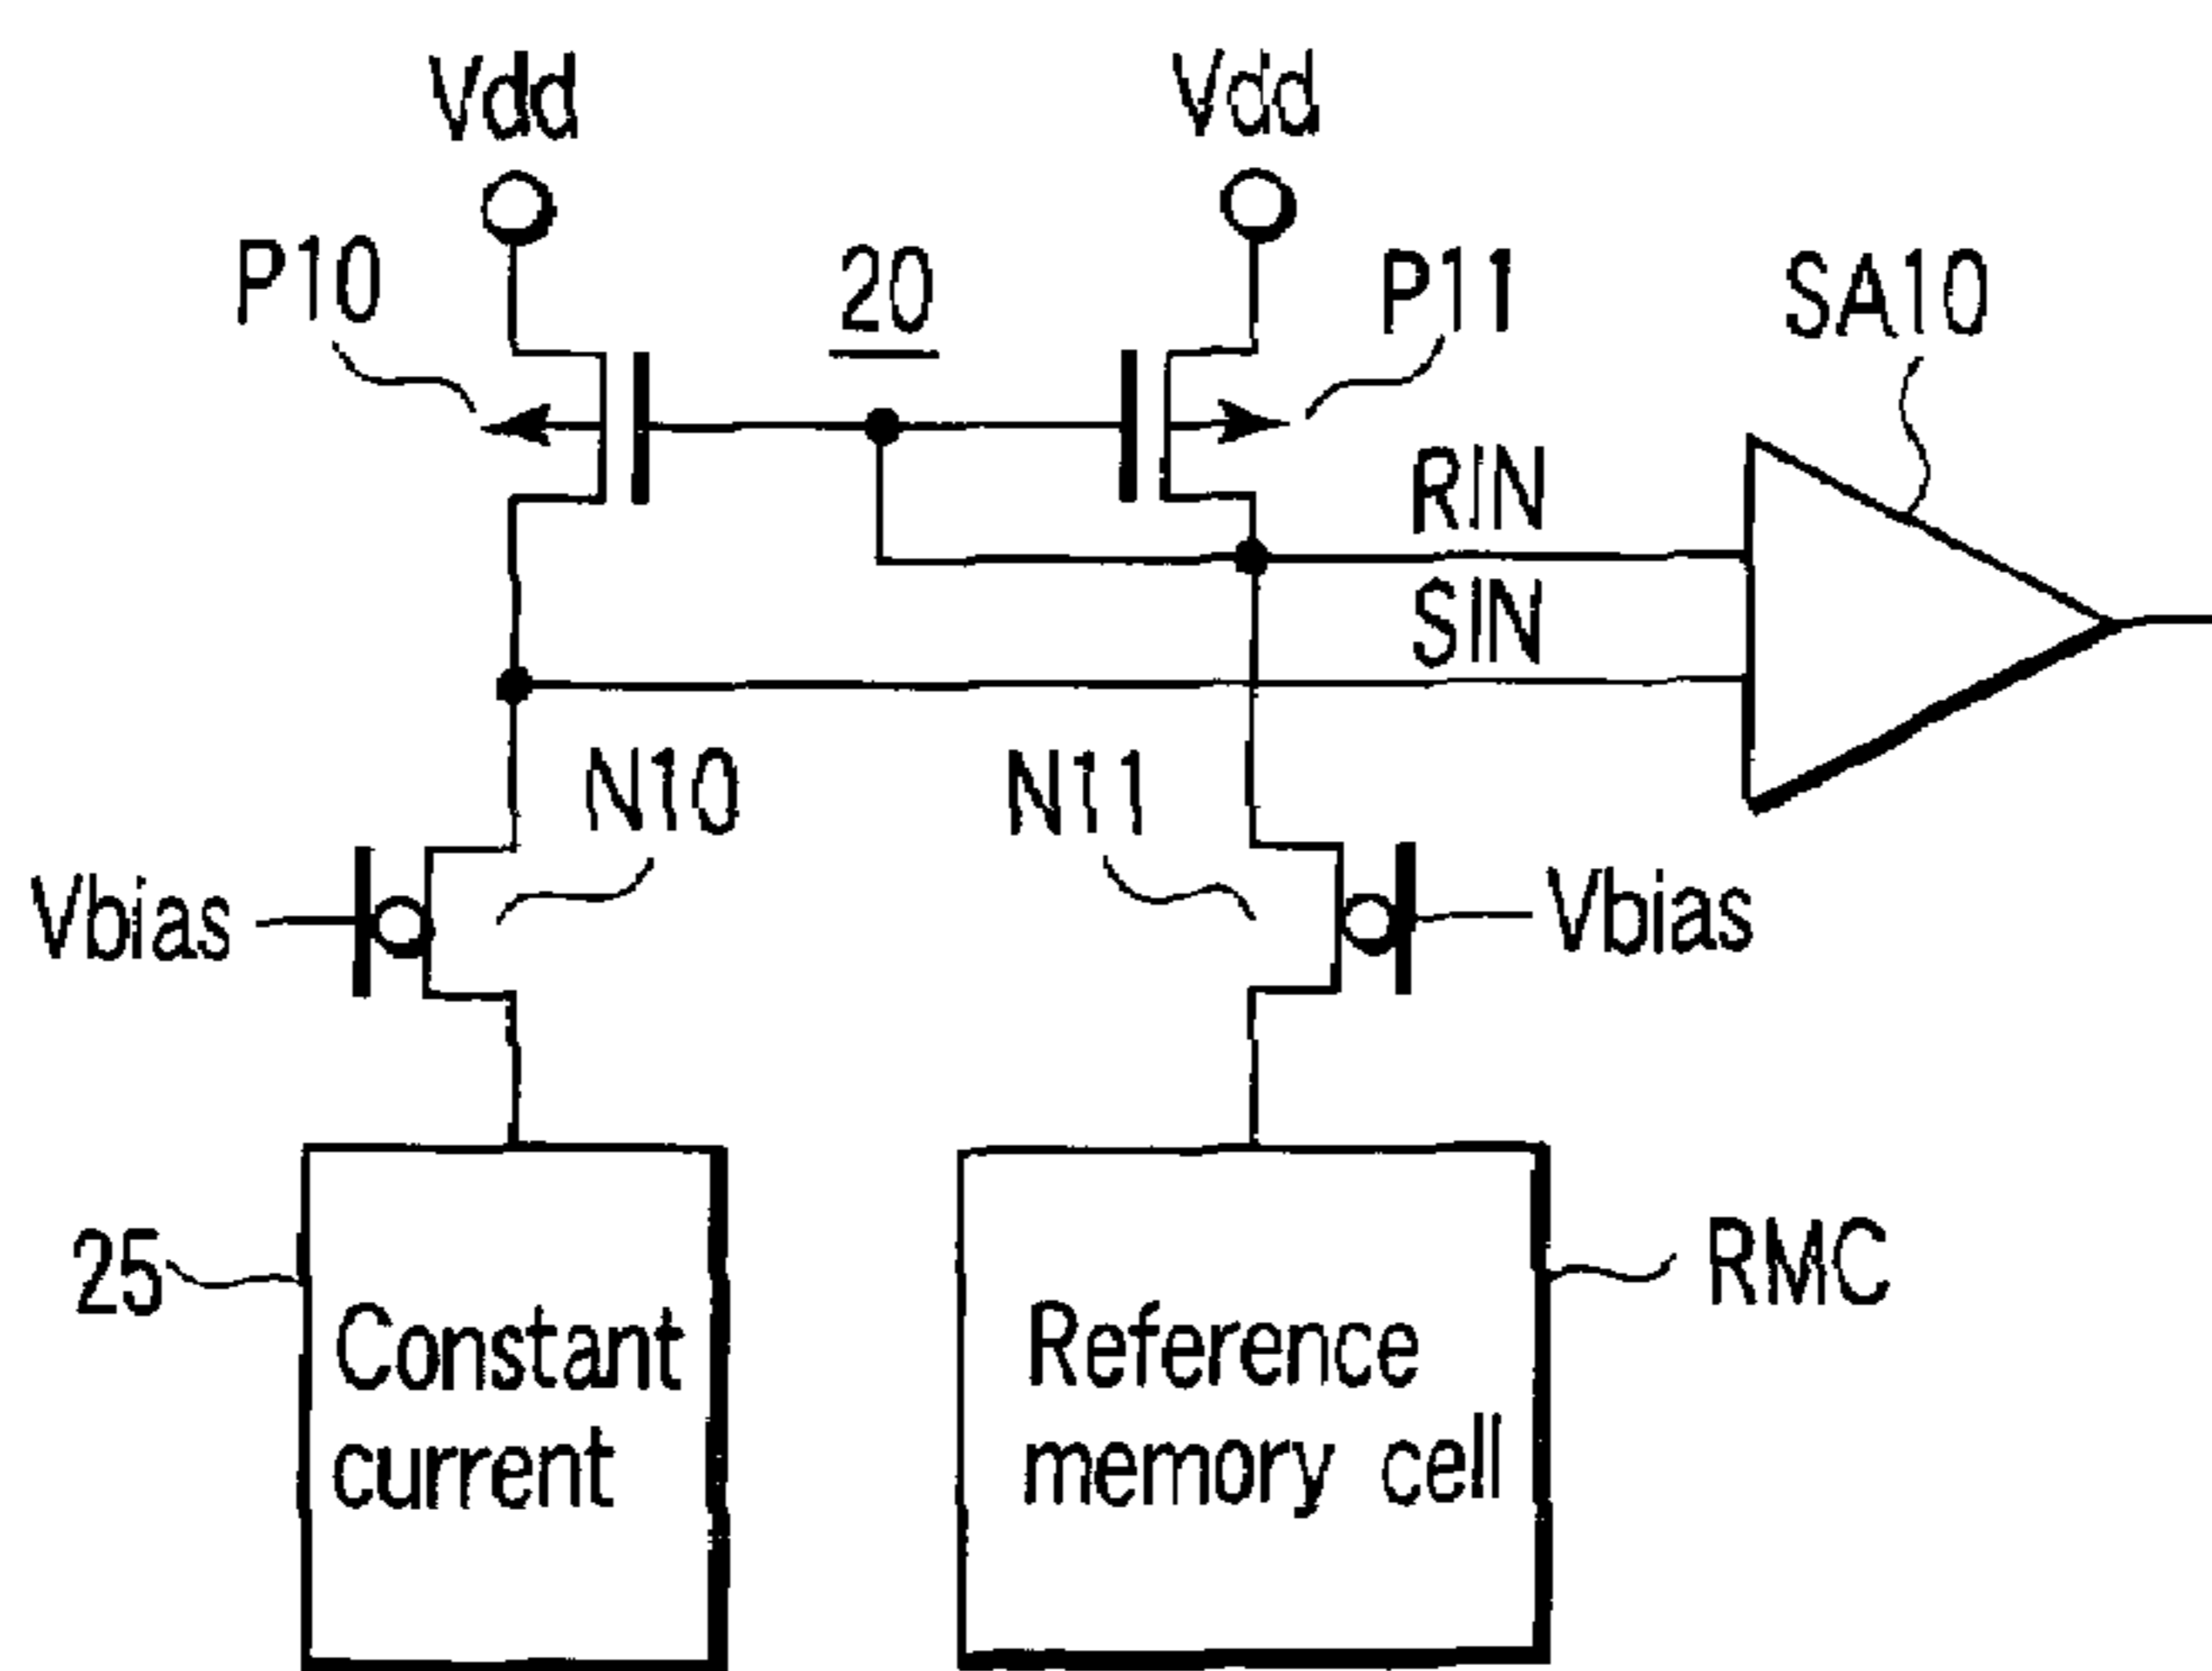 Vdd
Vdd
P10
20
P11
SA10
RIN
SIN
N10
N11
Vbias
Vbias
25
Constant
current
Reference
memory cell
RMC